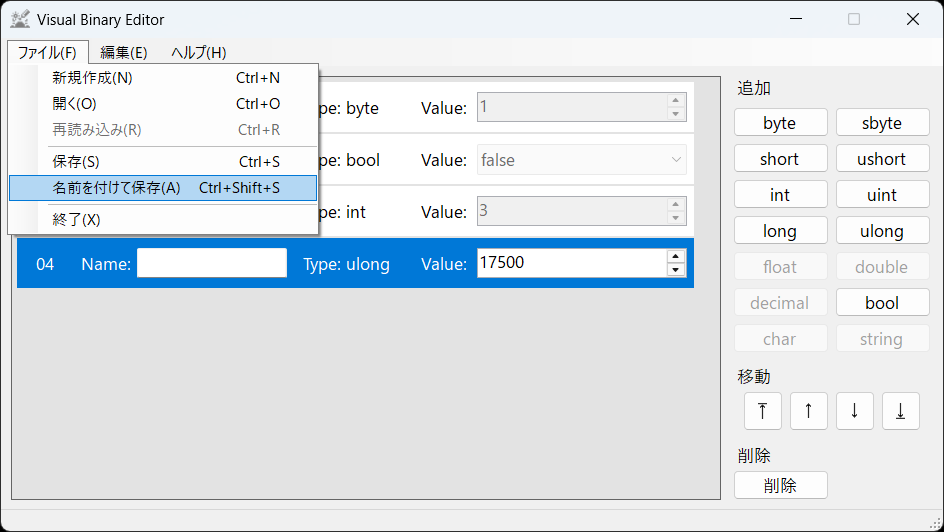 Visual Binary Editor
ファイル(F) 編集(E) ヘルプ(H)
新規作成(N) Ctrl+N
開く(O) Ctrl+O
再読み込み(R) Ctrl+R
保存(S) Ctrl+S
名前を付けて保存(A) Ctrl+Shift+S
終了(X)
pe: byte Value: 1
pe: bool Value: false
pe: int Value: 3
04 Name: Type: ulong Value: 17500
追加
byte sbyte
short ushort
int uint
long ulong
float double
decimal bool
char string
移動
削除
削除